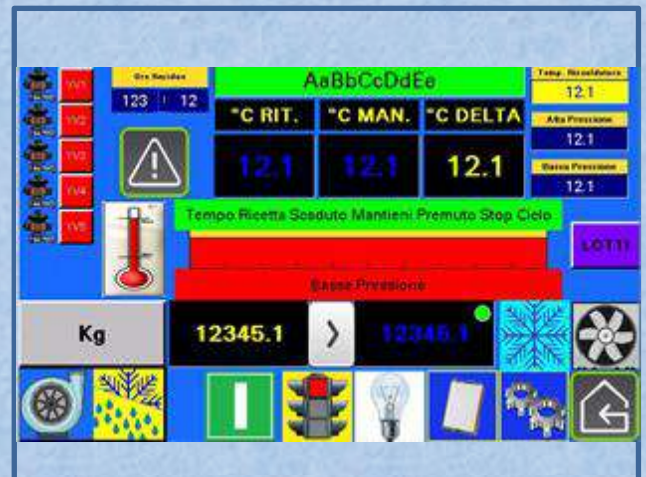 YV1
YV2
YV3
YV4
YV5
Ore Residue
123 : 12
AaBbCcDdEe
°C RIT. °C MAN. °C DELTA
12.1 12.1 12.1
Temp. Riscaldatore
12.1
Alta Pressione
12.1
Bassa Pressione
12.1
Tempo Ricetta Scaduto Mantieni Premuto Stop Ciclo
Bassa Pressione
LOTTI
Kg 12345.1 > 12345.1